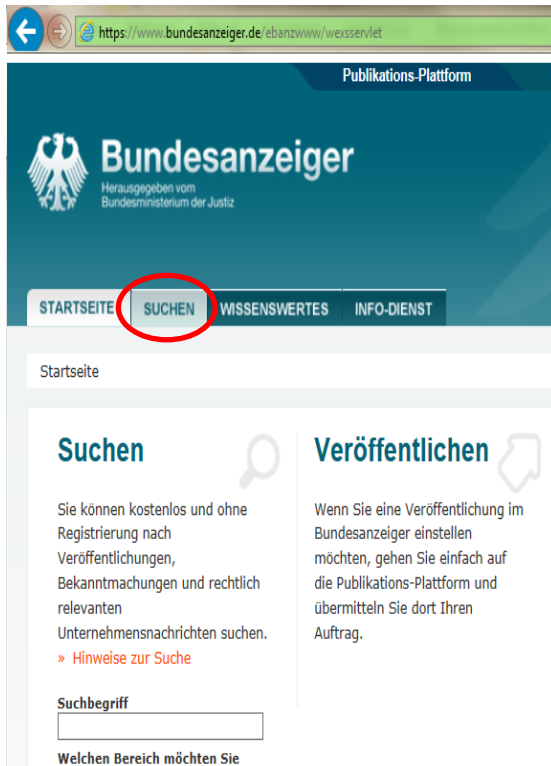 https://www.bundesanzeiger.de/ebanzwww/wexsservlet
Publikations-Plattform
Bundesanzeiger
Herausgegeben vom
Bundesministerium der Justiz
STARTSEITE SUCHEN WISSENSWERTES INFO-DIENST
Startseite
Suchen
Sie können kostenlos und ohne
Registrierung nach
Veröffentlichungen,
Bekanntmachungen und rechtlich
relevanten
Unternehmensnachrichten suchen.
» Hinweise zur Suche
Suchbegriff
Welchen Bereich möchten Sie
Veröffentlichen
Wenn Sie eine Veröffentlichung im
Bundesanzeiger einstellen
möchten, gehen Sie einfach auf
die Publikations-Plattform und
übermitteln Sie dort Ihren
Auftrag.